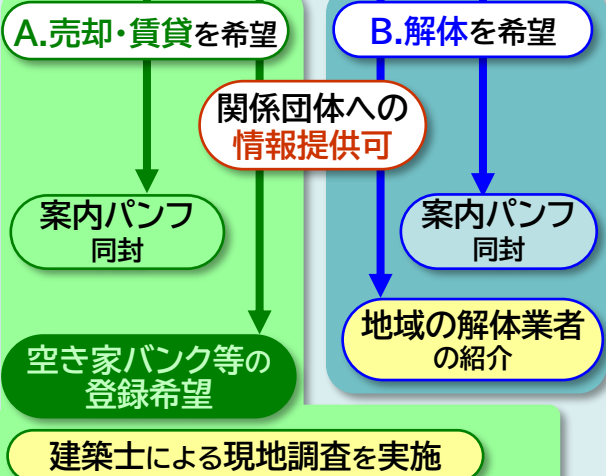 A.売却・賃貸を希望
B.解体を希望
関係団体への
情報提供可
案内パンフ
同封
案内パンフ
同封
地域の解体業者
の紹介
空き家バンク等の
登録希望
建築士による現地調査を実施